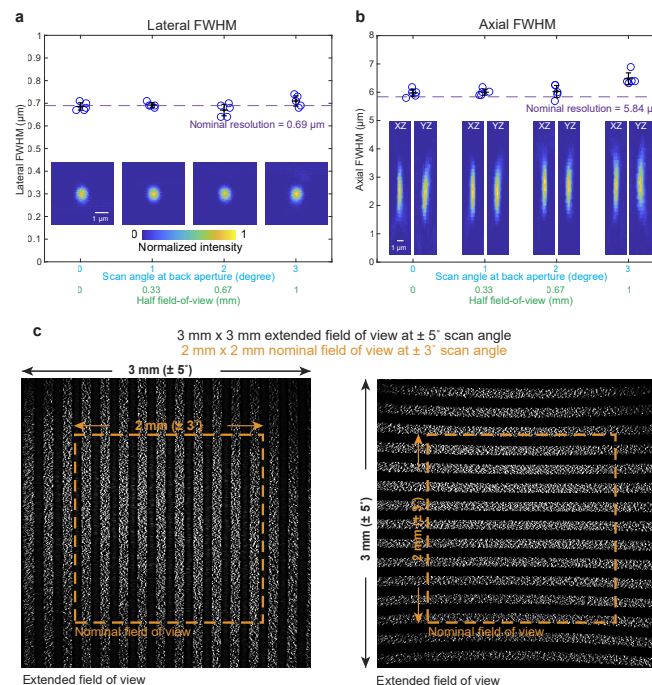 a
Lateral FWHM
1
0.9
0.8
0.7
0.6
0.5
0.4
0.3
0.2
0.1
0
Lateral FWHM (μm)
Nominal resolution = 0.69 μm
1 μm
0 1
Normalized intensity
0 1 2 3
Scan angle at back aperture (degree)
0 0.33 0.67 1
Half field-of-view (mm)
b
Axial FWHM
8
6
4
2
0
Axial FWHM (μm)
Nominal resolution = 5.84 μm
XZ YZ XZ YZ XZ YZ XZ YZ
1 μm
0 1 2 3
Scan angle at back aperture (degree)
0 0.33 0.67 1
Half field-of-view (mm)
c
3 mm x 3 mm extended field of view at ± 5° scan angle
2 mm x 2 mm nominal field of view at ± 3° scan angle
3 mm (± 5°)
2 mm (± 3°)
Nominal field of view
Extended field of view
3 mm (± 5°)
2 mm (± 3°)
Nominal field of view
Extended field of view